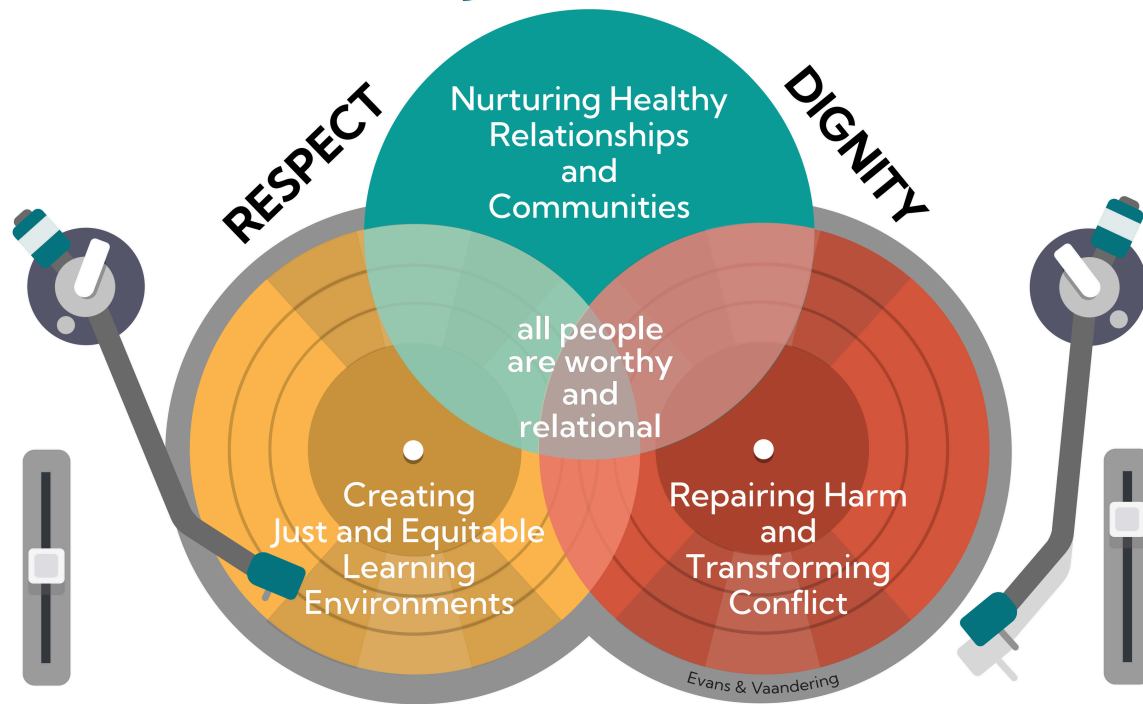 RESPECT
DIGNITY
Nurturing Healthy
Relationships
and
Communities
all people
are worthy
and
relational
Creating
Just and Equitable
Learning
Environments
Repairing Harm
and
Transforming
Conflict
Evans & Vaandering